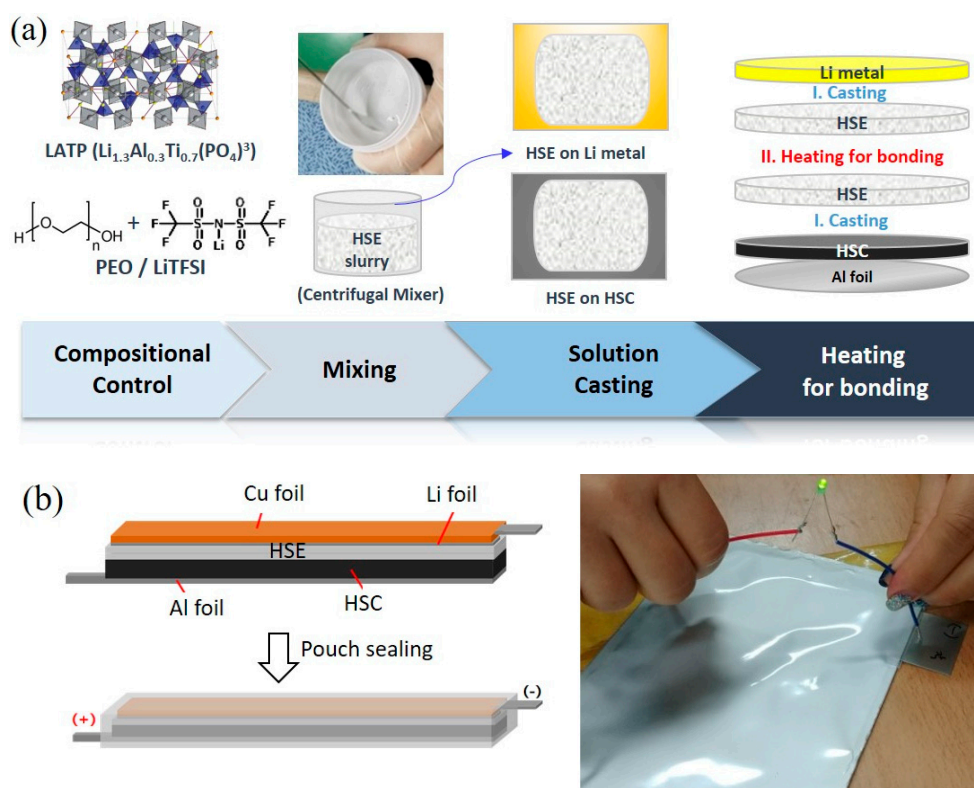 (a)
LATP (Li₁.₃Al₀.₃Ti₀.₇(PO₄)³)
H O n OH + F F F S O O N Li S O O F F F
PEO / LiTFSI
HSE
slurry
(Centrifugal Mixer)
HSE on Li metal
HSE on HSC
Li metal
I. Casting
HSE
II. Heating for bonding
HSE
I. Casting
HSC
Al foil
Compositional
Control
Mixing
Solution
Casting
Heating
for bonding
(b)
Cu foil
Li foil
HSE
Al foil
HSC
Pouch sealing
(+)
(-)